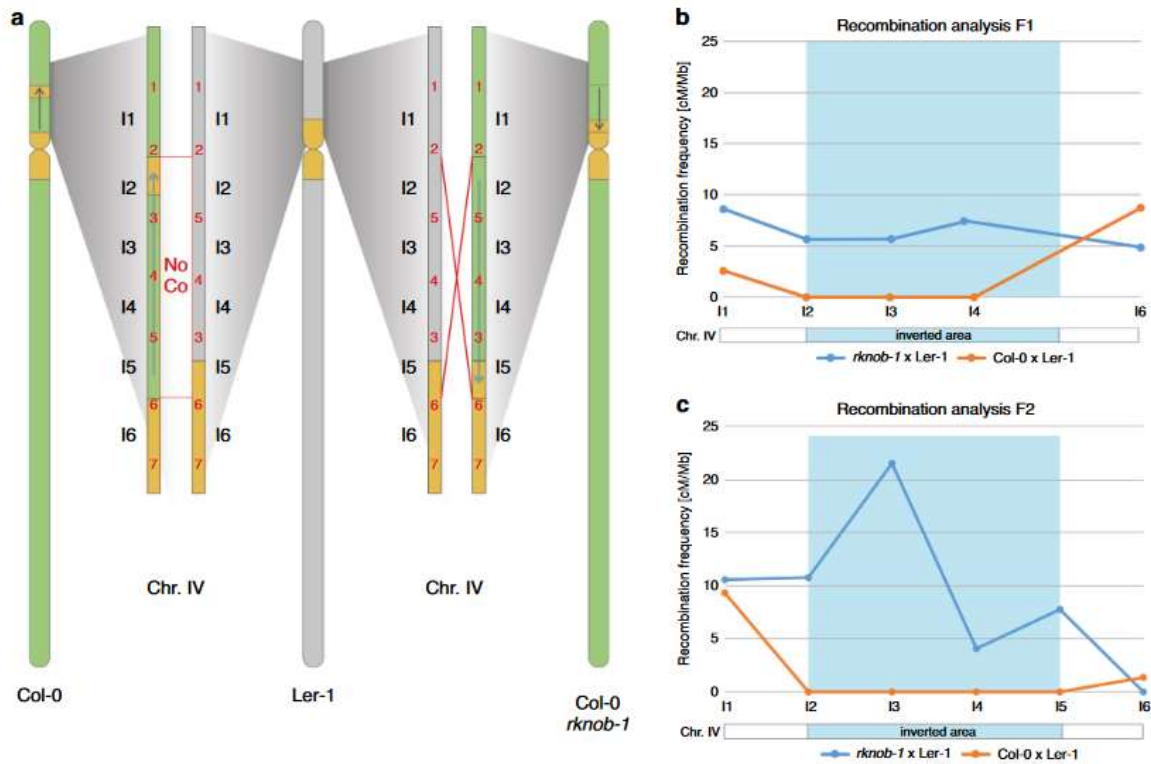 a
1
1
1
1
I1
I1
I1
I1
2
2
2
2
I2
I2
I2
I2
3
5
5
5
I3
I3
I3
I3
No
Co
4
4
4
4
I4
I4
I4
I4
5
3
3
3
I5
I5
I5
I5
6
6
6
6
I6
I6
I6
I6
7
7
7
7
Chr. IV
Chr. IV
Col-0
Ler-1
Col-0
rknob-1
b
Recombination analysis F1
Recombination frequency [cM/Mb]
25
20
15
10
5
0
I1
I2
I3
I4
I6
Chr. IV
inverted area
rknob-1 x Ler-1
Col-0 x Ler-1
c
Recombination analysis F2
Recombination frequency [cM/Mb]
25
20
15
10
5
0
I1
I2
I3
I4
I5
I6
Chr. IV
inverted area
rknob-1 x Ler-1
Col-0 x Ler-1